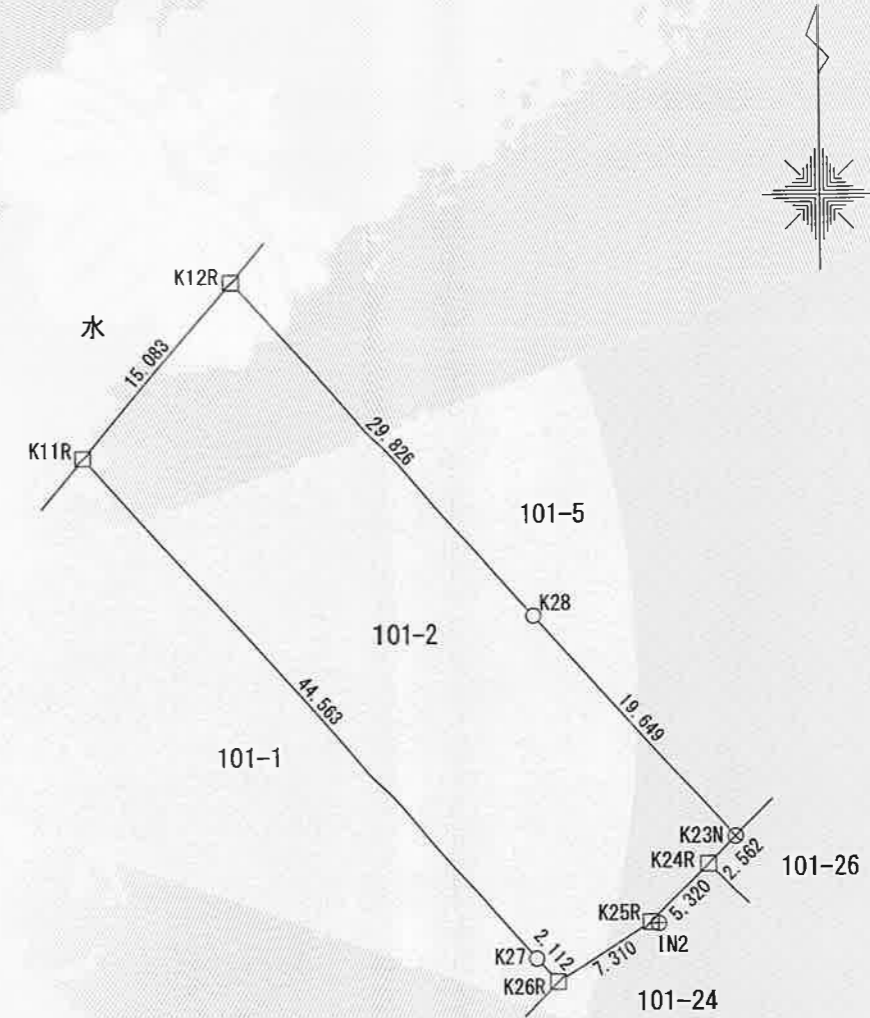 K12R
水
15.083
K11R
29.826
101-5
K28
101-2
44.563
19.649
101-1
K23N
K24R
2.562
101-26
5.320
K25R
IN2
K27
2.112
7.310
K26R
101-24